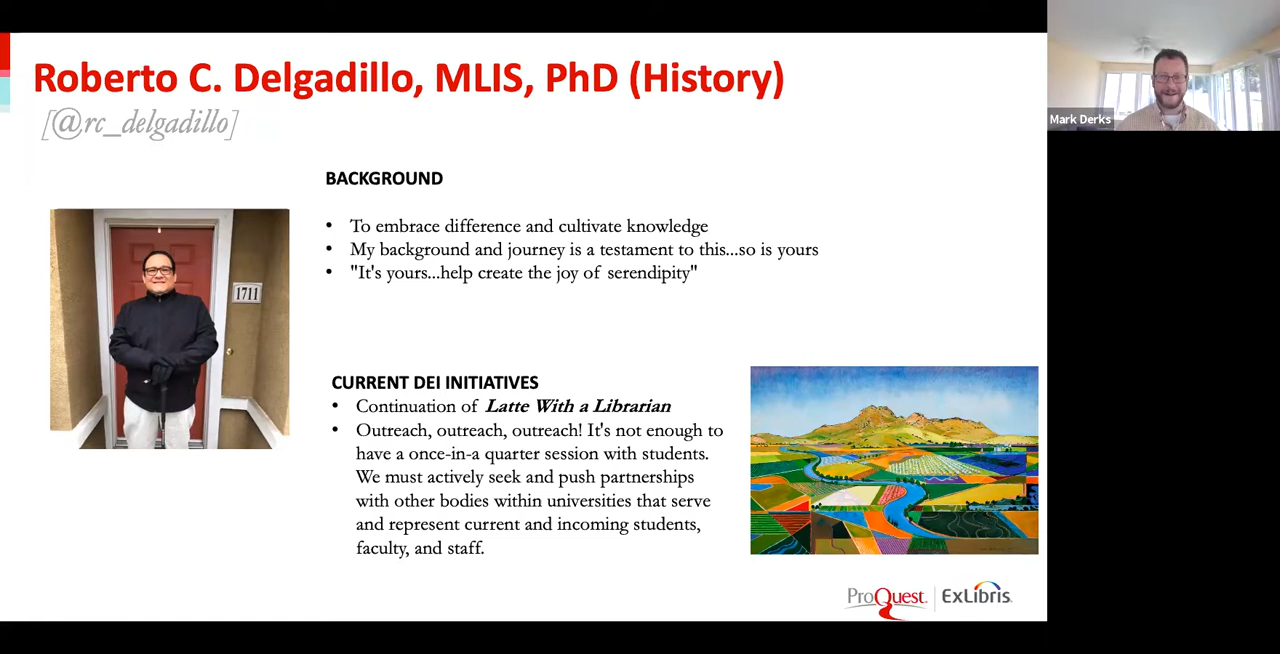 Roberto C. Delgadillo, MLIS, PhD (History)
[@rc_delgadillo]
Mark Derks
BACKGROUND
• To embrace difference and cultivate knowledge
• My background and journey is a testament to this...so is yours
• "It's yours...help create the joy of serendipity"
1711
CURRENT DEI INITIATIVES
• Continuation of Latte With a Librarian
• Outreach, outreach, outreach! It's not enough to
have a once-in-a quarter session with students.
We must actively seek and push partnerships
with other bodies within universities that serve
and represent current and incoming students,
faculty, and staff.
ProQuest
ExLibris